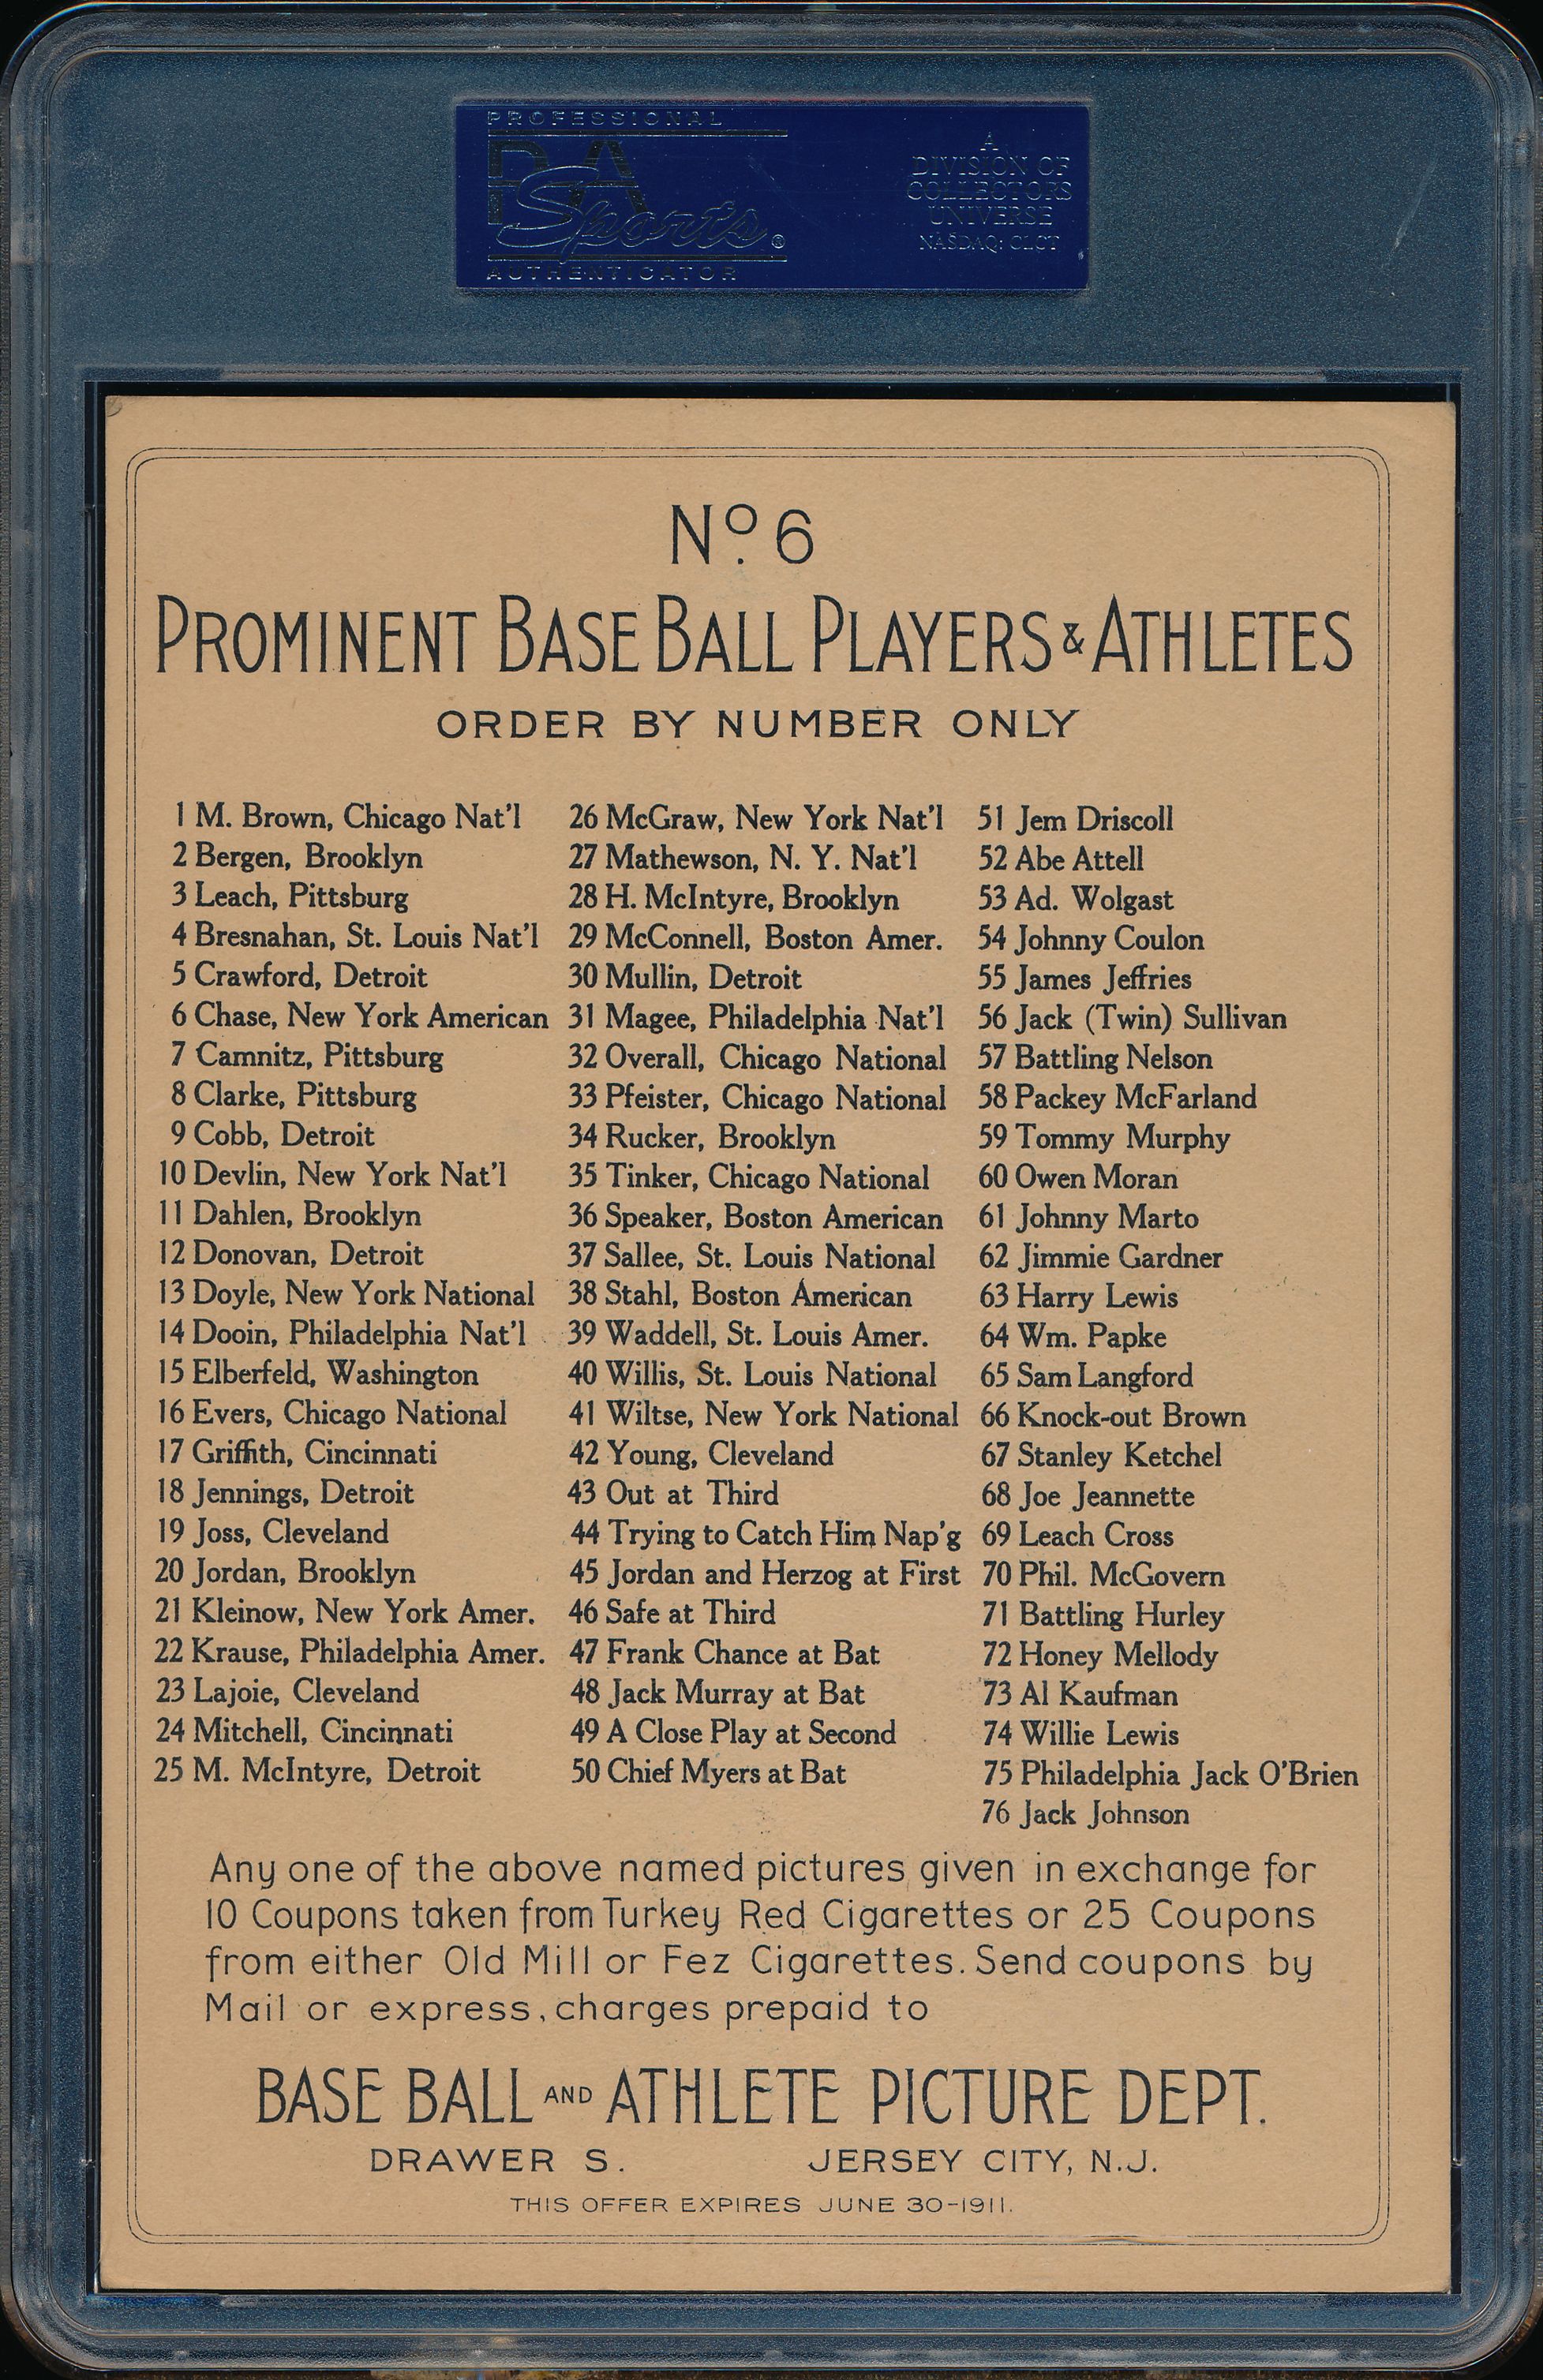 PROFESSIONAL
PSA
Sports®
AUTHENTICATOR
A
DIVISION OF
COLLECTORS
UNIVERSE
NASDAQ: CLCT
No. 6
PROMINENT BASE BALL PLAYERS & ATHLETES
ORDER BY NUMBER ONLY
1 M. Brown, Chicago Nat'l
2 Bergen, Brooklyn
3 Leach, Pittsburg
4 Bresnahan, St. Louis Nat'l
5 Crawford, Detroit
6 Chase, New York American
7 Camnitz, Pittsburg
8 Clarke, Pittsburg
9 Cobb, Detroit
10 Devlin, New York Nat'l
11 Dahlen, Brooklyn
12 Donovan, Detroit
13 Doyle, New York National
14 Dooin, Philadelphia Nat'l
15 Elberfeld, Washington
16 Evers, Chicago National
17 Griffith, Cincinnati
18 Jennings, Detroit
19 Joss, Cleveland
20 Jordan, Brooklyn
21 Kleinow, New York Amer.
22 Krause, Philadelphia Amer.
23 Lajoie, Cleveland
24 Mitchell, Cincinnati
25 M. McIntyre, Detroit
26 McGraw, New York Nat'l
27 Mathewson, N. Y. Nat'l
28 H. McIntyre, Brooklyn
29 McConnell, Boston Amer.
30 Mullin, Detroit
31 Magee, Philadelphia Nat'l
32 Overall, Chicago National
33 Pfeister, Chicago National
34 Rucker, Brooklyn
35 Tinker, Chicago National
36 Speaker, Boston American
37 Sallee, St. Louis National
38 Stahl, Boston American
39 Waddell, St. Louis Amer.
40 Willis, St. Louis National
41 Wiltse, New York National
42 Young, Cleveland
43 Out at Third
44 Trying to Catch Him Nap'g
45 Jordan and Herzog at First
46 Safe at Third
47 Frank Chance at Bat
48 Jack Murray at Bat
49 A Close Play at Second
50 Chief Myers at Bat
51 Jem Driscoll
52 Abe Attell
53 Ad. Wolgast
54 Johnny Coulon
55 James Jeffries
56 Jack (Twin) Sullivan
57 Battling Nelson
58 Packey McFarland
59 Tommy Murphy
60 Owen Moran
61 Johnny Marto
62 Jimmie Gardner
63 Harry Lewis
64 Wm. Papke
65 Sam Langford
66 Knock-out Brown
67 Stanley Ketchel
68 Joe Jeannette
69 Leach Cross
70 Phil. McGovern
71 Battling Hurley
72 Honey Mellody
73 Al Kaufman
74 Willie Lewis
75 Philadelphia Jack O'Brien
76 Jack Johnson
Any one of the above named pictures given in exchange for
10 Coupons taken from Turkey Red Cigarettes or 25 Coupons
from either Old Mill or Fez Cigarettes. Send coupons by
Mail or express, charges prepaid to
BASE BALL AND ATHLETE PICTURE DEPT.
DRAWER S. JERSEY CITY, N.J.
THIS OFFER EXPIRES JUNE 30-1911.